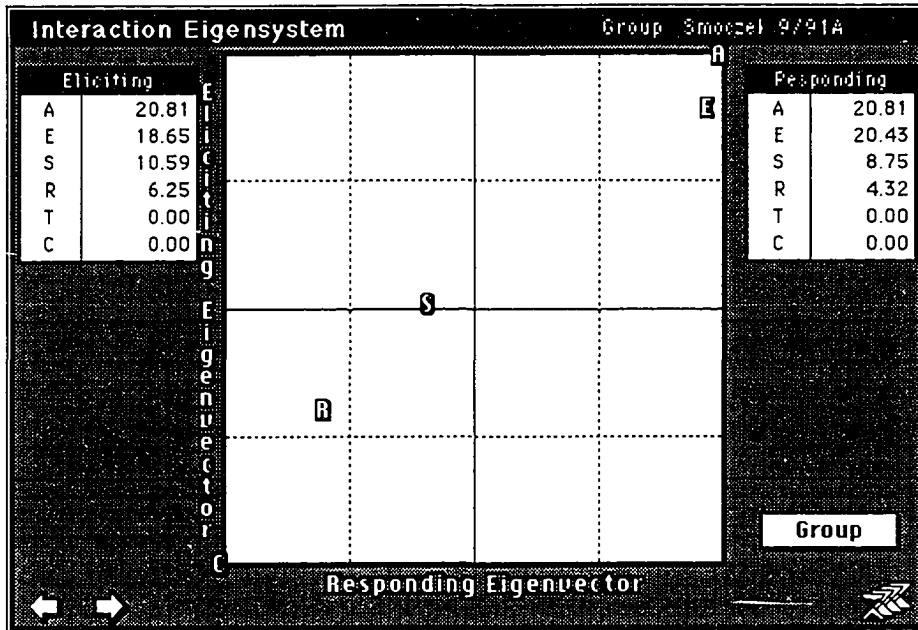 Interaction Eigensystem
Group Smoczek 9/91A
Eliciting
A 20.81
E 18.65
S 10.59
R 6.25
T 0.00
C 0.00
Eliciting Eigenvector
A
E
S
R
C
Responding Eigenvector
Responding
A 20.81
E 20.43
S 8.75
R 4.32
T 0.00
C 0.00
Group